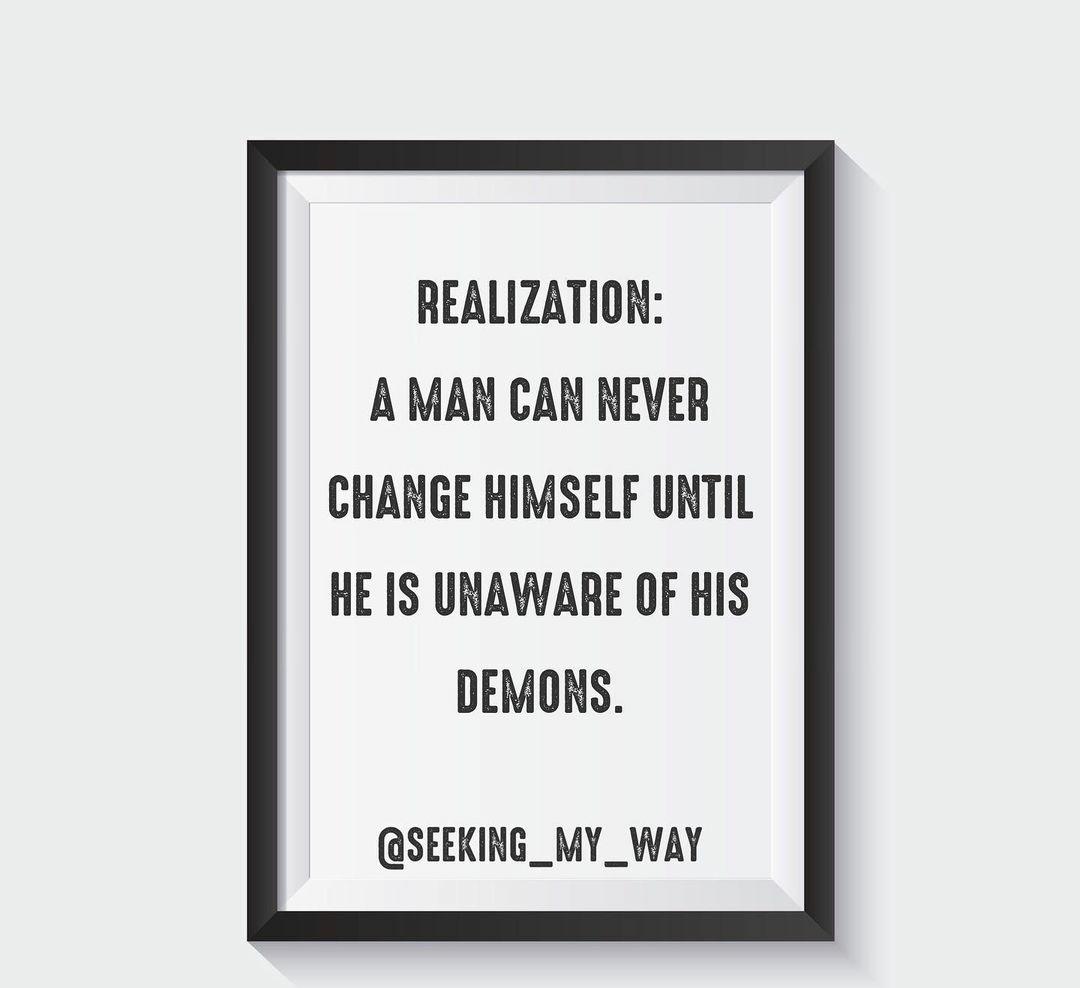 REALIZATION:
A MAN CAN NEVER
CHANGE HIMSELF UNTIL
HE IS UNAWARE OF HIS
DEMONS.
@SEEKING_MY_WAY